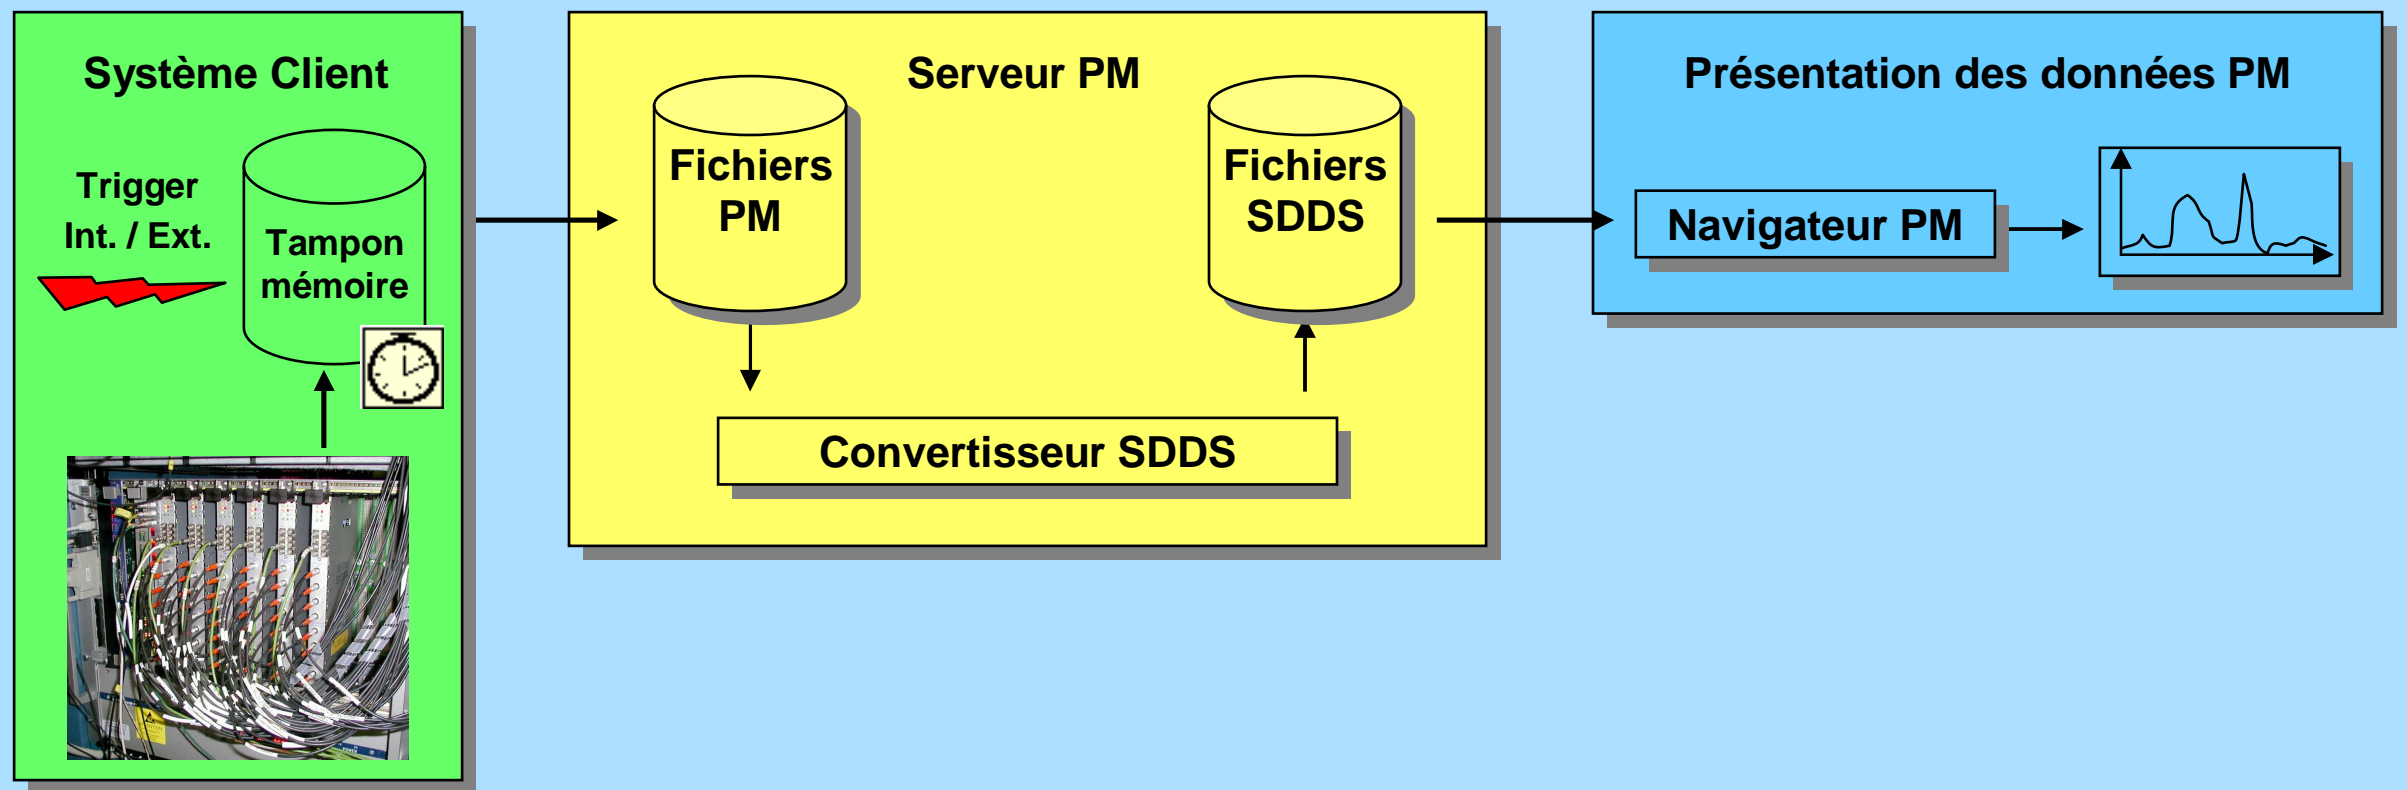 Système Client
Trigger
Int. / Ext.
Tampon
mémoire
Serveur PM
Fichiers
PM
Fichiers
SDDS
Convertisseur SDDS
Présentation des données PM
Navigateur PM